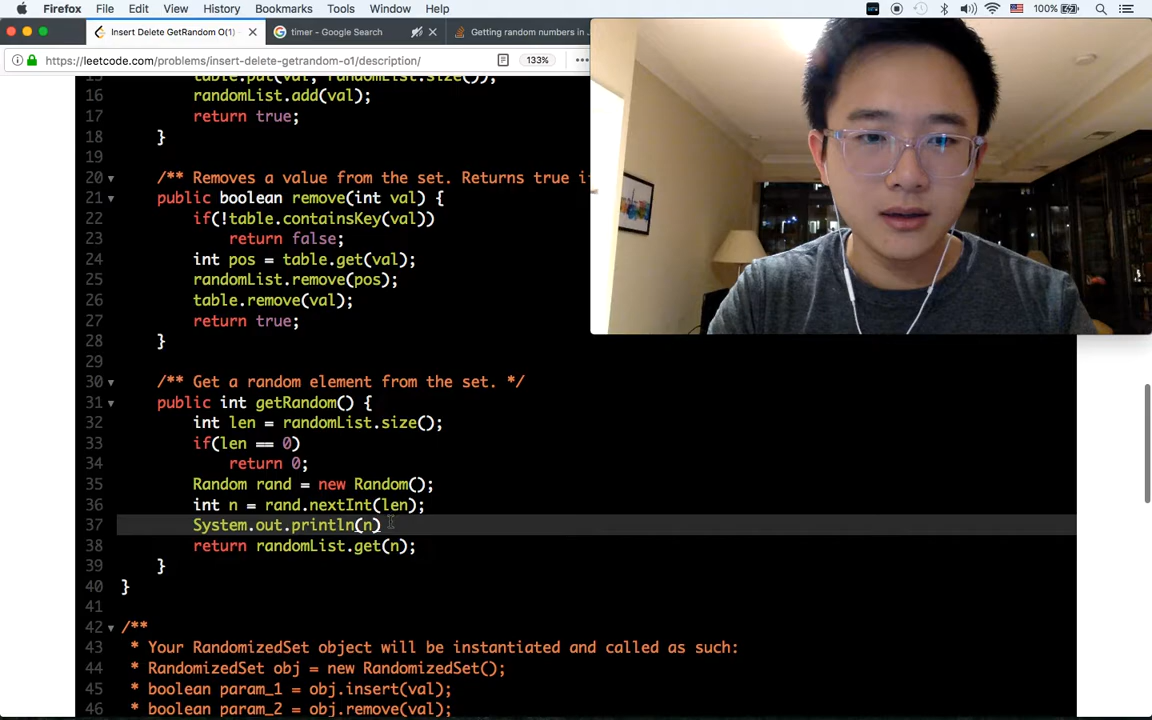 Firefox File Edit View History Bookmarks Tools Window Help 100%
Insert Delete GetRandom O(1) timer - Google Search Getting random numbers in
https://leetcode.com/problems/insert-delete-getrandom-o1/description/ 133%
15 table.put(val, randomList.size());
16 randomList.add(val);
17 return true;
18 }
19
20 /** Removes a value from the set. Returns true i
21 public boolean remove(int val) {
22 if(!table.containsKey(val))
23 return false;
24 int pos = table.get(val);
25 randomList.remove(pos);
26 table.remove(val);
27 return true;
28 }
29
30 /** Get a random element from the set. */
31 public int getRandom() {
32 int len = randomList.size();
33 if(len == 0)
34 return 0;
35 Random rand = new Random();
36 int n = rand.nextInt(len);
37 System.out.println(n)
38 return randomList.get(n);
39 }
40 }
41
42 /**
43 * Your RandomizedSet object will be instantiated and called as such:
44 * RandomizedSet obj = new RandomizedSet();
45 * boolean param_1 = obj.insert(val);
46 * boolean param_2 = obj.remove(val);